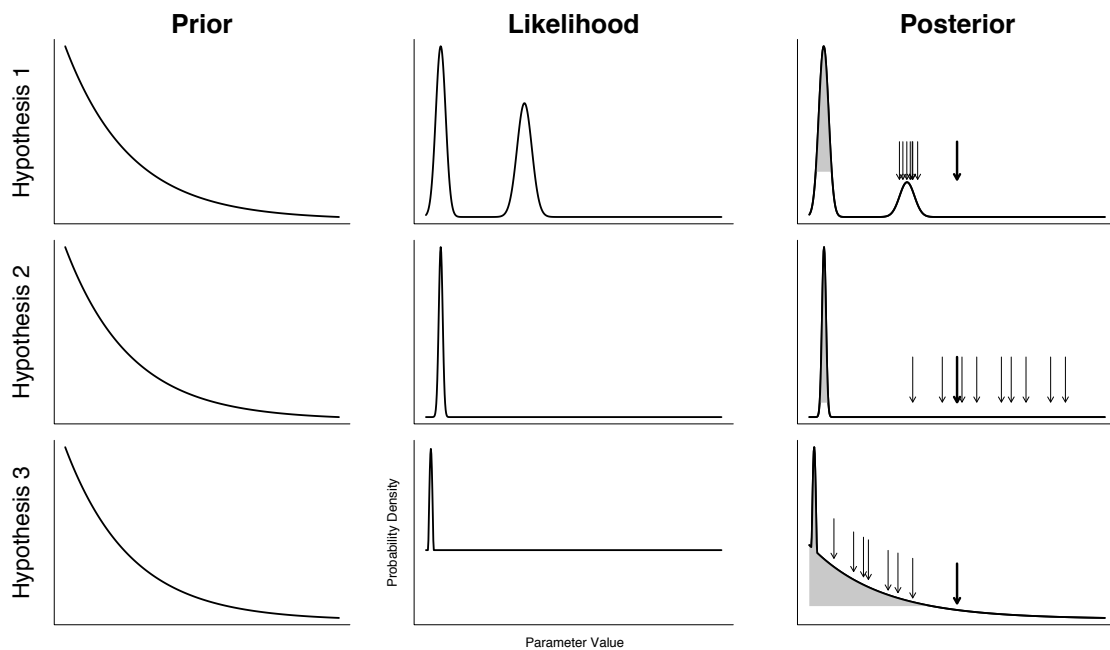 Prior
Likelihood
Posterior
Hypothesis 1
Hypothesis 2
Hypothesis 3
Probability Density
Parameter Value